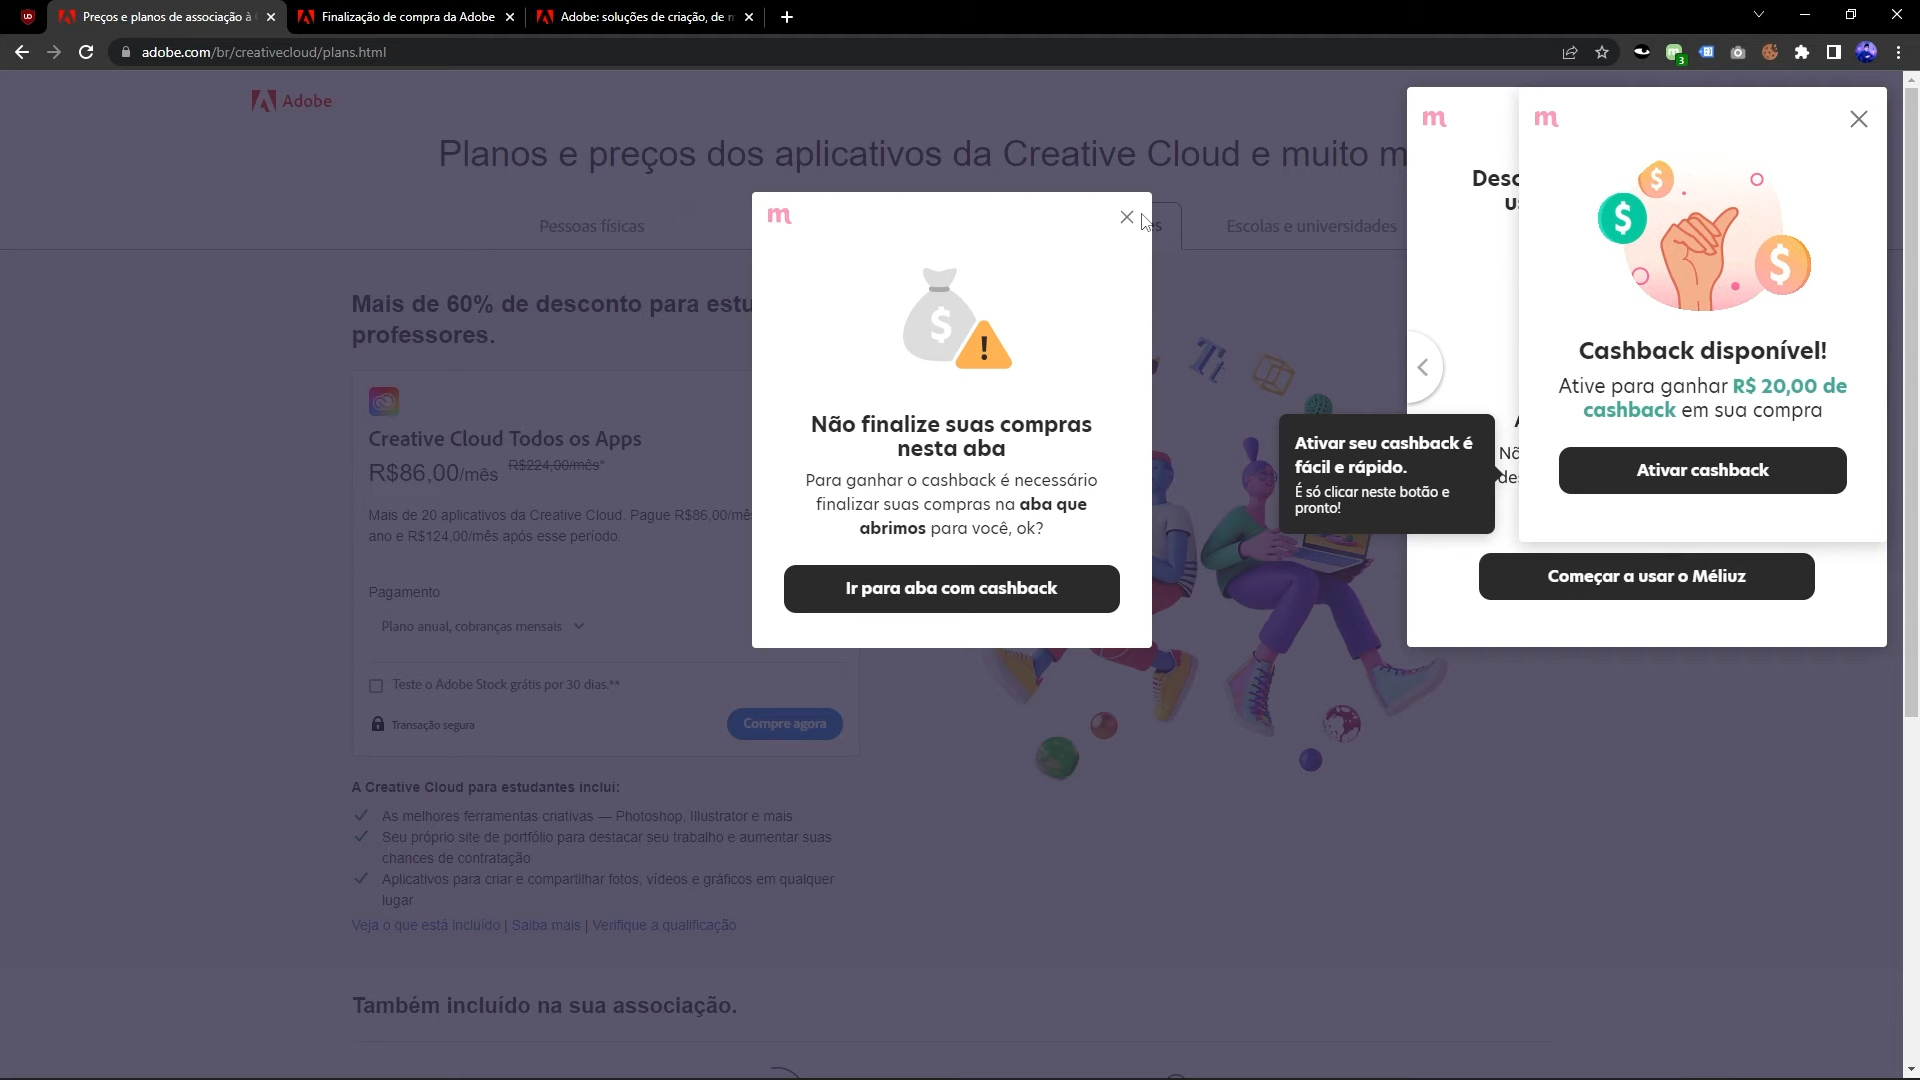 Preços e planos de associação à
Finalização de compra da Adobe
Adobe: soluções de criação, de
adobe.com/br/creativecloud/plans.html
3
Adobe
Planos e preços dos aplicativos da Creative Cloud e muito m
Pessoas físicas
es
Escolas e universidades
Mais de 60% de desconto para estu
professores.
Creative Cloud Todos os Apps
R$86,00/mês R$224,00/mês*
Mais de 20 aplicativos da Creative Cloud. Pague R$86,00/mê
ano e R$124,00/mês após esse período.
Pagamento
Plano anual, cobranças mensais
Teste o Adobe Stock grátis por 30 dias.**
Transação segura
Compre agora
A Creative Cloud para estudantes inclui:
As melhores ferramentas criativas — Photoshop, Illustrator e mais
Seu próprio site de portfólio para destacar seu trabalho e aumentar suas
chances de contratação
Aplicativos para criar e compartilhar fotos, vídeos e gráficos em qualquer
lugar
Veja o que está incluído | Saiba mais | Verifique a qualificação
Também incluído na sua associação.
m
$
!
Não finalize suas compras
nesta aba
Para ganhar o cashback é necessário
finalizar suas compras na aba que
abrimos para você, ok?
Ir para aba com cashback
Ti
m
Desc
us
Nã
des
Começar a usar o Méliuz
Ativar seu cashback é
fácil e rápido.
É só clicar neste botão e
pronto!
m
$
$
$
Cashback disponível!
Ative para ganhar R$ 20,00 de
cashback em sua compra
Ativar cashback